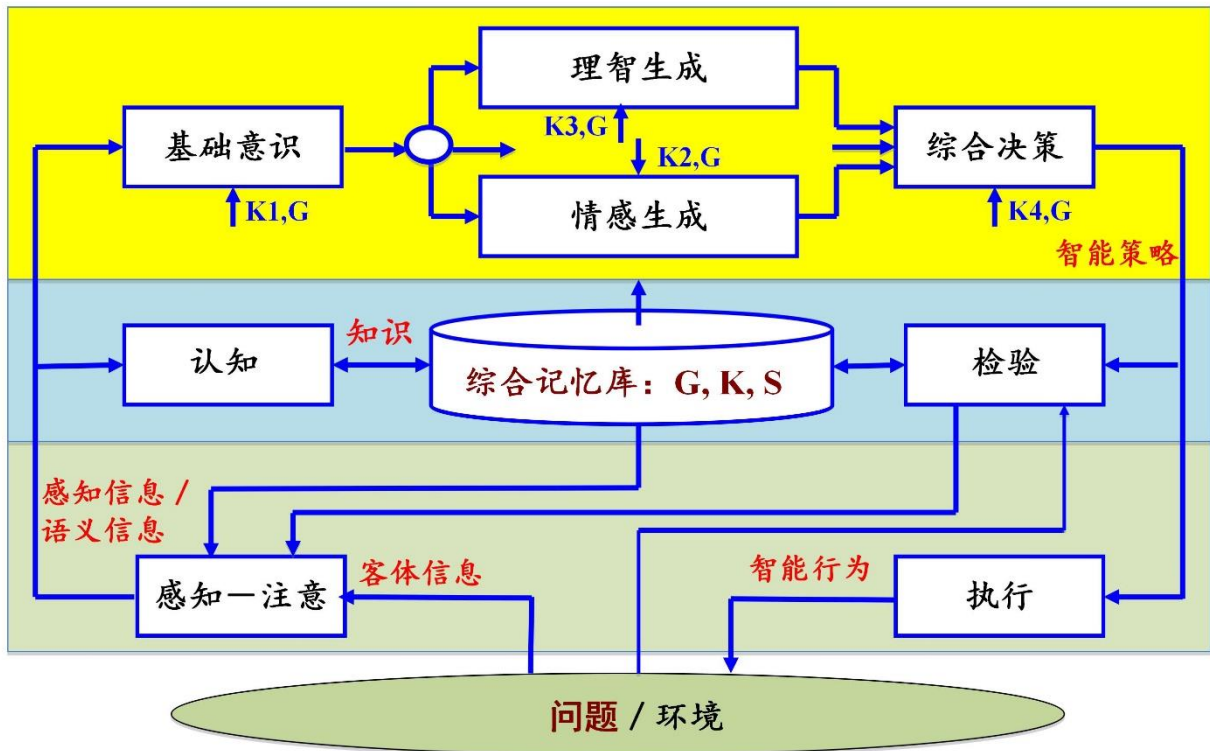 理智生成
K3,G
基础意识
综合决策
K2,G
K1,G
情感生成
K4,G
智能策略
知识
认知
综合记忆库：G, K, S
检验
感知信息 /
语义信息
感知－注意
客体信息
智能行为
执行
问题 / 环境